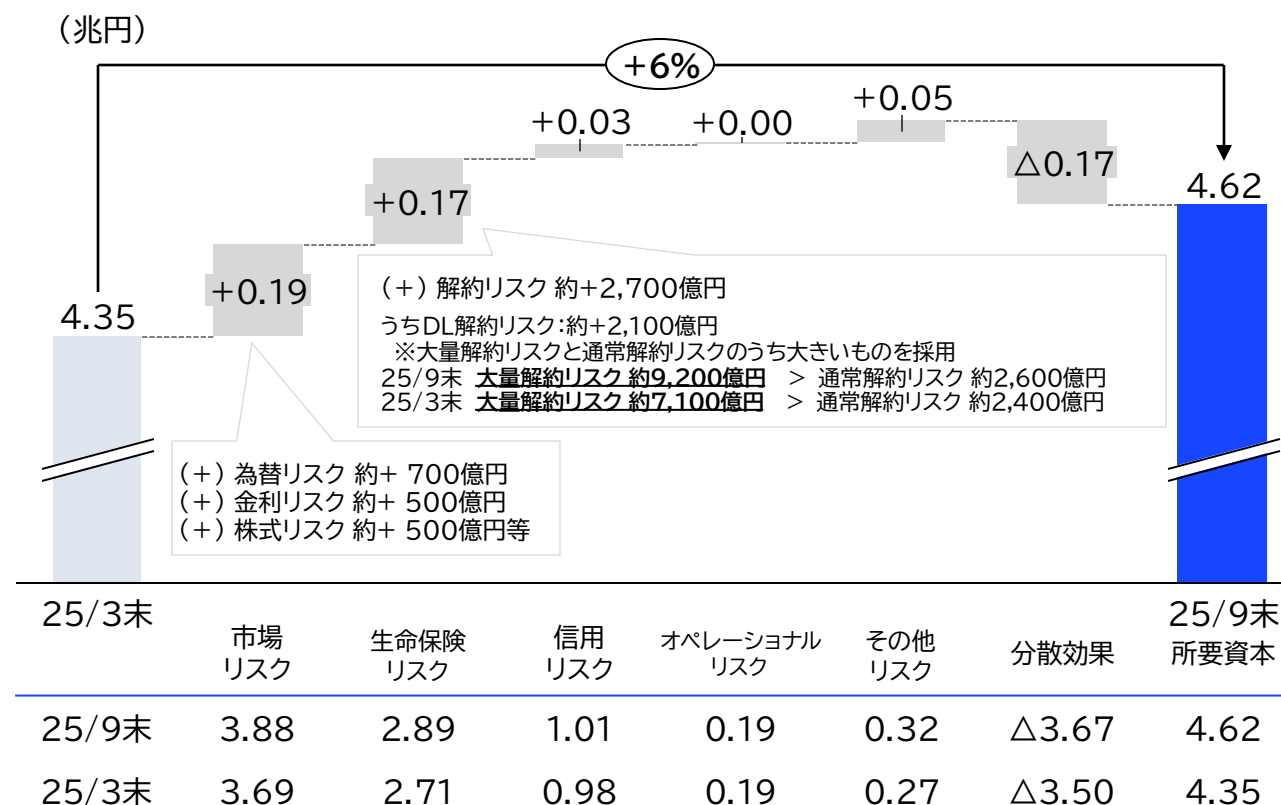 (兆円)
+6%
4.35
+0.19
+0.17
+0.03
+0.00
+0.05
△0.17
4.62
(+) 解約リスク 約+2,700億円
うちDL解約リスク:約+2,100億円
※大量解約リスクと通常解約リスクのうち大きいものを採用
25/9末 大量解約リスク 約9,200億円 > 通常解約リスク 約2,600億円
25/3末 大量解約リスク 約7,100億円 > 通常解約リスク 約2,400億円
(+) 為替リスク 約+ 700億円
(+) 金利リスク 約+ 500億円
(+) 株式リスク 約+ 500億円等
25/3末
市場
リスク
生命保険
リスク
信用
リスク
オペレーショナル
リスク
その他
リスク
分散効果
25/9末
所要資本
25/9末 3.88 2.89 1.01 0.19 0.32 △3.67 4.62
25/3末 3.69 2.71 0.98 0.19 0.27 △3.50 4.35